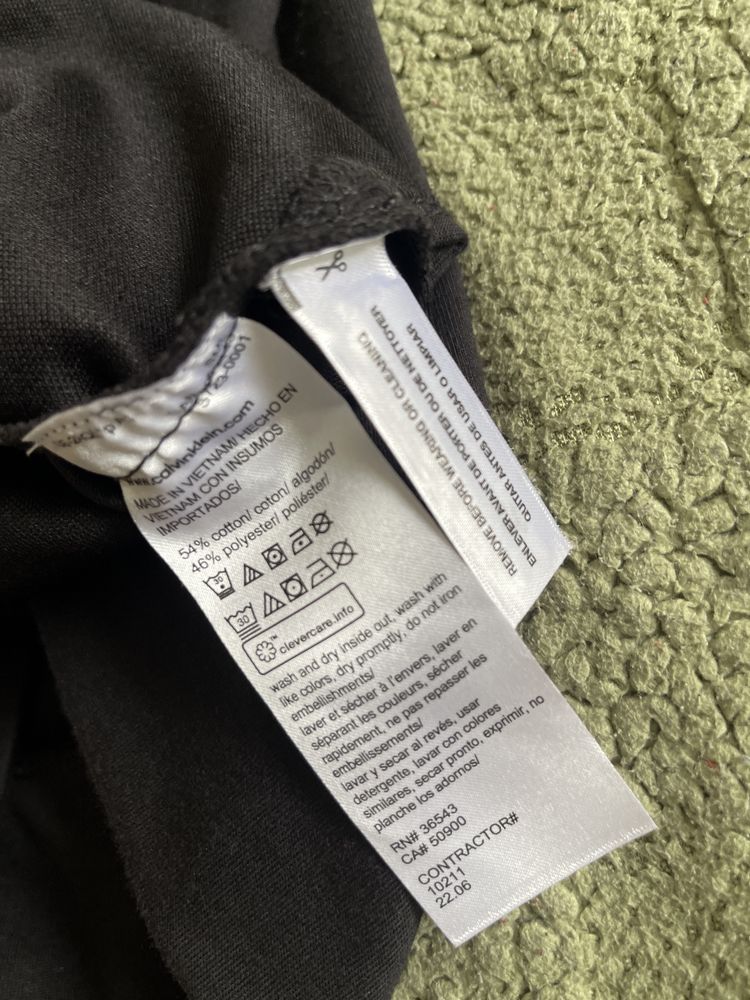 0001
www.calvinklein.com
MADE IN VIETNAM/ HECHO EN
VIETNAM CON INSUMOS
IMPORTADOS/
54% cotton/ coton/ algodón/
46% polyester/ poliéster/
30
30
clevercare.info
wash and dry inside out, wash with
like colors, dry promptly, do not iron
embellishments/
laver et sécher à l'envers, laver en
séparant les couleurs, sécher
rapidement, ne pas repasser les
embellissements/
lavar y secar al revés, usar
detergente, lavar con colores
similares, secar pronto, exprimir, no
planche los adornos/
RN# 36543
CA# 50900
CONTRACTOR#
10211
22.06
REMOVE BEFORE WEARING OR CLEANING
ENLEVER AVANT DE PORTER OU DE NETTOYER
QUITAR ANTES DE USAR O LIMPIAR